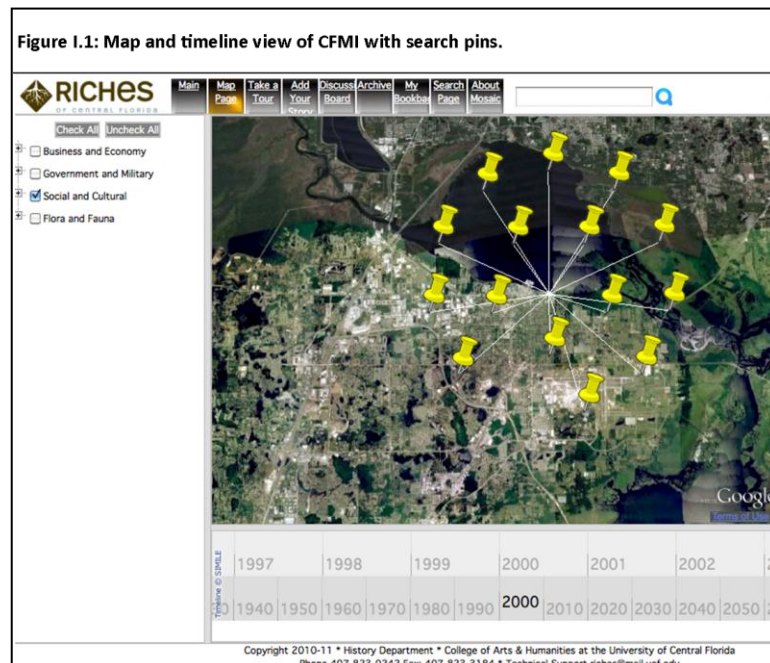 Figure I.1: Map and timeline view of CFMI with search pins.
RICHES
OF CENTRAL FLORIDA
Main
Map
Page
Take a
Tour
Add
Your
Story
Discussi
Board
Archive
My
Bookbag
Search
Page
About
Mosaic
Check All Uncheck All
Business and Economy
Government and Military
Social and Cultural
Flora and Fauna
Google
Terms of Use
Timeline © SIMILE
1997 1998 1999 2000 2001 2002 2
0 1940 1950 1960 1970 1980 1990 2000 2010 2020 2030 2040 2050 2
Copyright 2010-11 * History Department * College of Arts & Humanities at the University of Central Florida